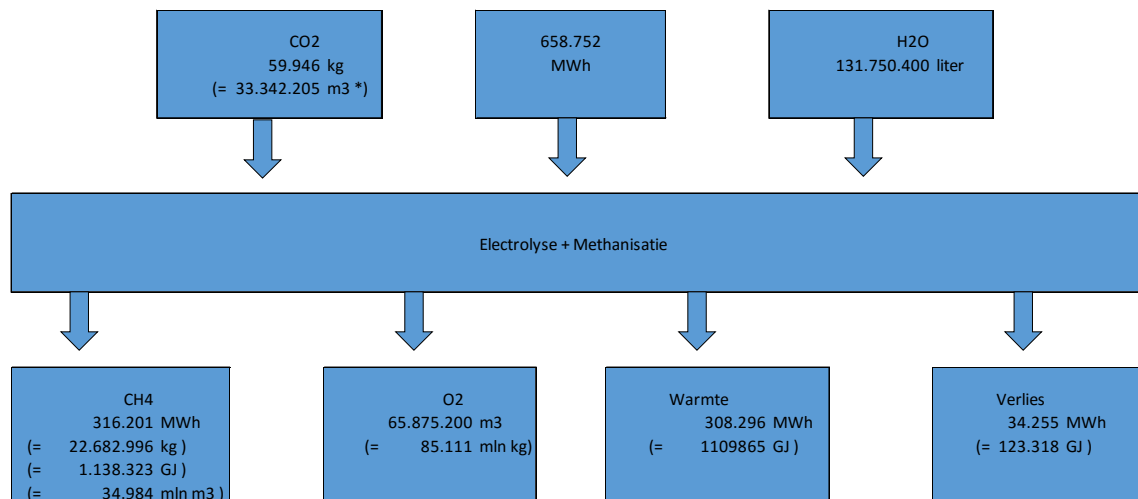 CO2
59.946 kg
(= 33.342.205 m3 *)
658.752
MWh
H2O
131.750.400 liter
Electrolyse + Methanisatie
CH4
316.201 MWh
(= 22.682.996 kg )
(= 1.138.323 GJ )
(= 34.984 mln m3 )
O2
65.875.200 m3
(= 85.111 mln kg)
Warmte
308.296 MWh
(= 1109865 GJ )
Verlies
34.255 MWh
(= 123.318 GJ )